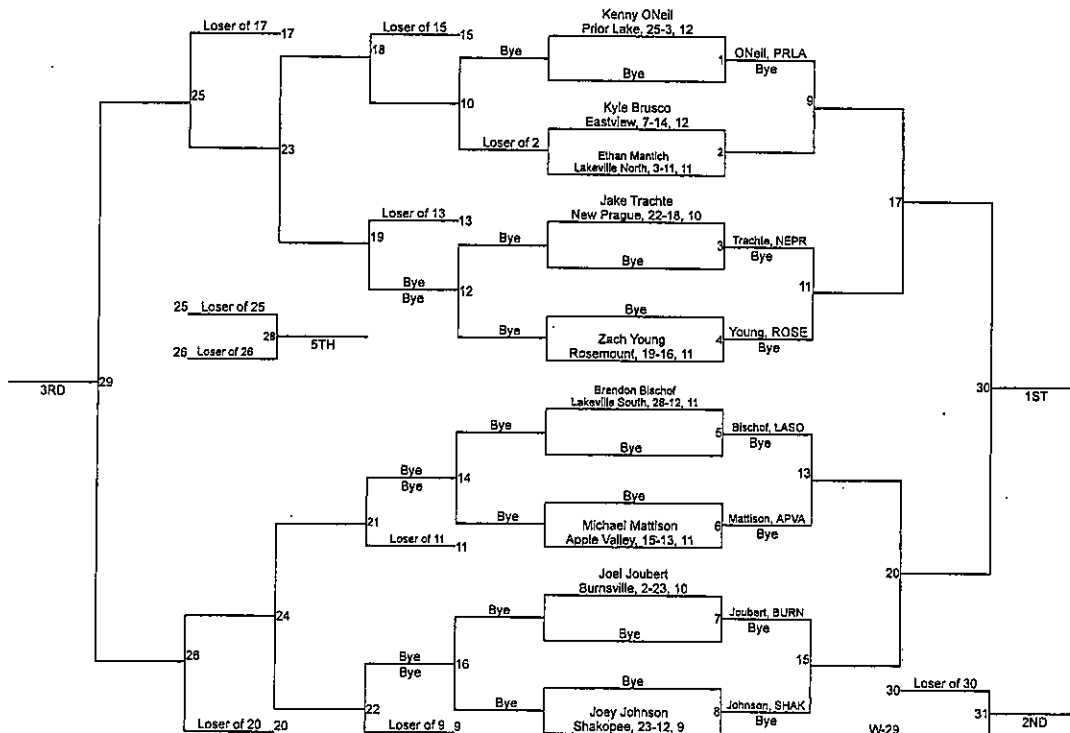 Kenny ONeil
Loser of 17
17
Loser of 15
15
Prior Lake, 25-3, 12
Bye
1
ONeil, PRLA
Bye
Bye
18
25
10
9
Kyle Brusco
Eastview, 7-14, 12
Loser of 2
Ethan Mantich
Lakeville North, 3-11, 11
2
23
17
Jake Trachte
New Prague, 22-18, 10
Loser of 13
13
19
Bye
3
Trachte, NEPR
Bye
Bye
Bye
Bye
12
11
25
Loser of 25
28
5TH
26
Loser of 26
Bye
Bye
Zach Young
Rosemount, 19-16, 11
4
Young, ROSE
Bye
3RD
29
30
1ST
Brendon Bischof
Lakeville South, 28-12, 11
Bye
5
Bischof, LASO
Bye
Bye
Bye
Bye
14
13
Bye
Bye
Michael Mattison
Apple Valley, 15-13, 11
6
Mattison, APVA
Bye
21
Loser of 11
11
20
Joel Joubert
Burnsville, 2-23, 10
Bye
7
Joubert, BURN
Bye
Bye
24
26
Bye
Bye
16
15
Bye
Bye
Joey Johnson
Shakopee, 23-12, 9
8
Johnson, SHAK
Bye
22
Loser of 20
20
Loser of 9
9
30
Loser of 30
31
2ND
W-29